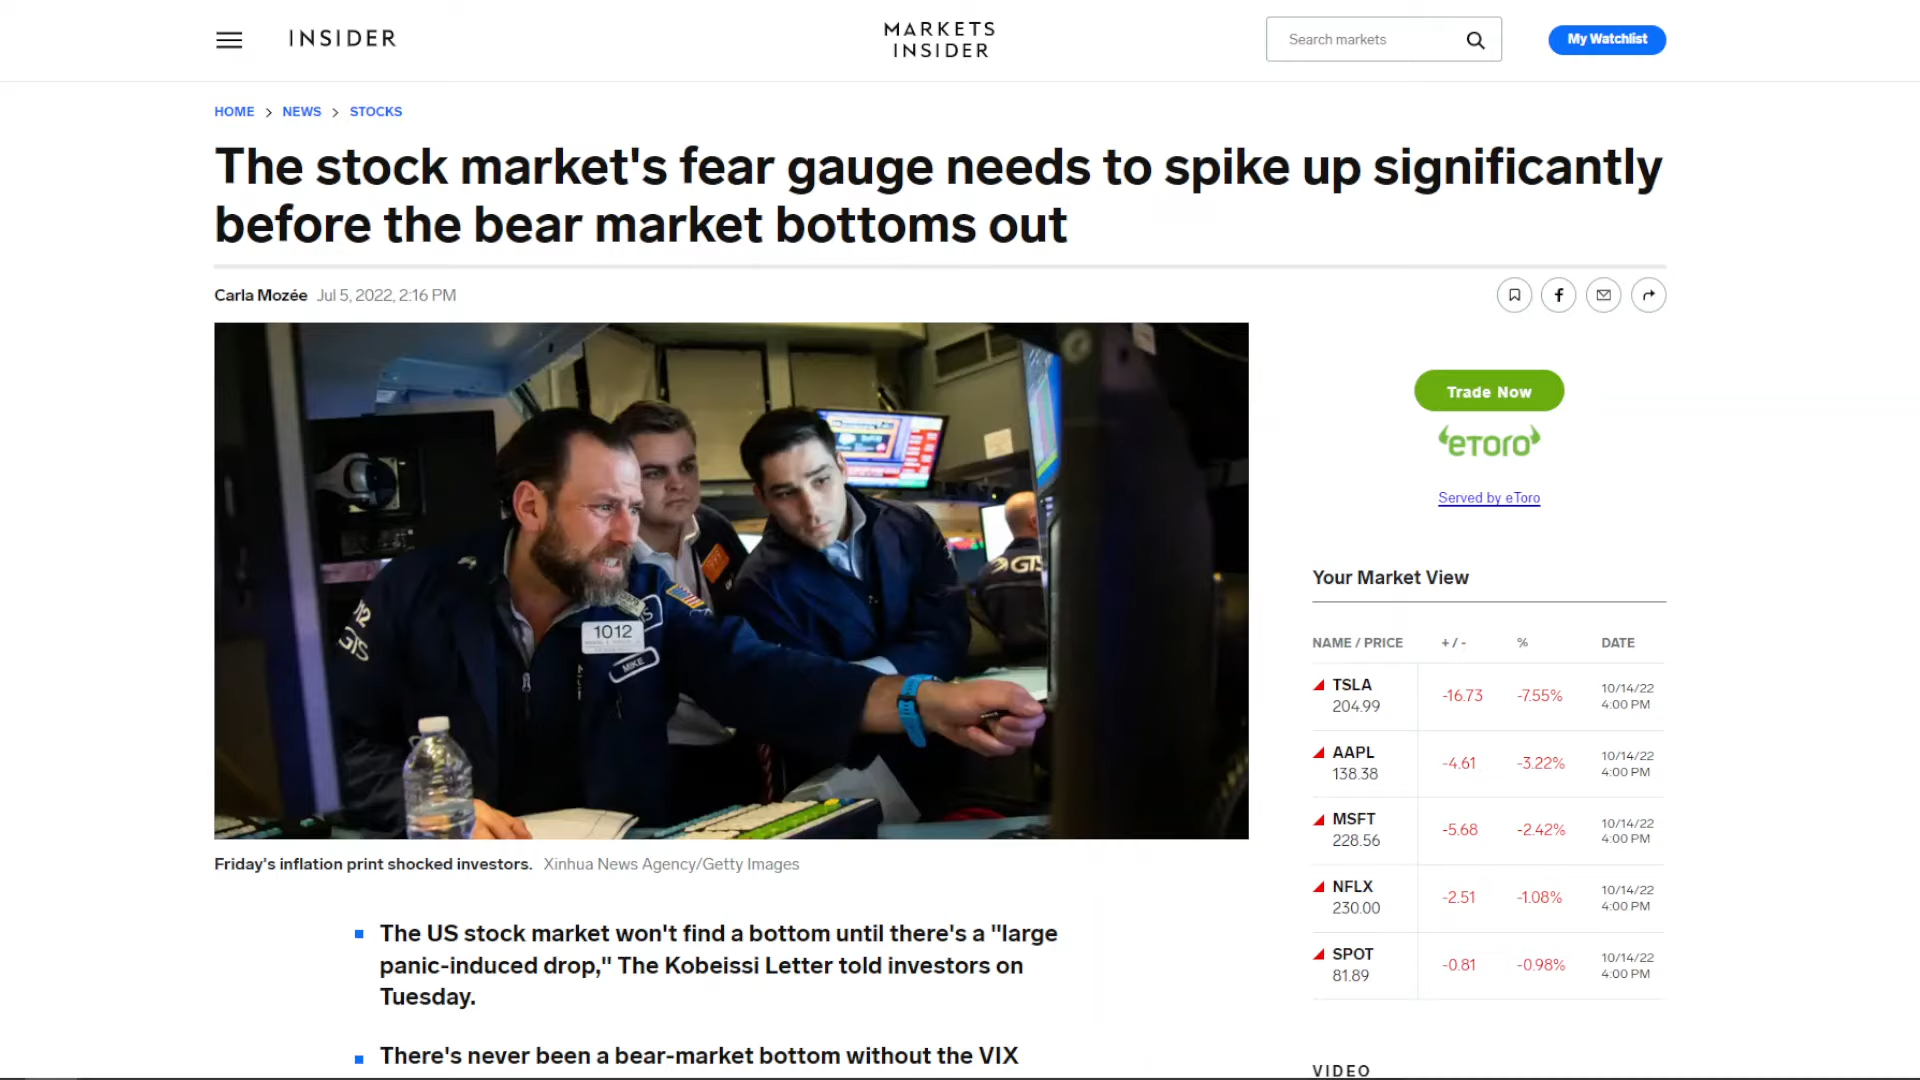 INSIDER
MARKETS
INSIDER
Search markets
My Watchlist
HOME > NEWS > STOCKS
The stock market's fear gauge needs to spike up significantly
before the bear market bottoms out
Carla Mozée Jul 5, 2022, 2:16 PM
1012
MIKE
GTS
GTS
Trade Now
eToro
Served by eToro
Your Market View
NAME / PRICE + / - % DATE
TSLA
204.99 -16.73 -7.55% 10/14/22
4:00 PM
AAPL
138.38 -4.61 -3.22% 10/14/22
4:00 PM
MSFT
228.56 -5.68 -2.42% 10/14/22
4:00 PM
NFLX
230.00 -2.51 -1.08% 10/14/22
4:00 PM
SPOT
81.89 -0.81 -0.98% 10/14/22
4:00 PM
VIDEO
Friday's inflation print shocked investors. Xinhua News Agency/Getty Images
The US stock market won't find a bottom until there's a "large
panic-induced drop," The Kobeissi Letter told investors on
Tuesday.
There's never been a bear-market bottom without the VIX